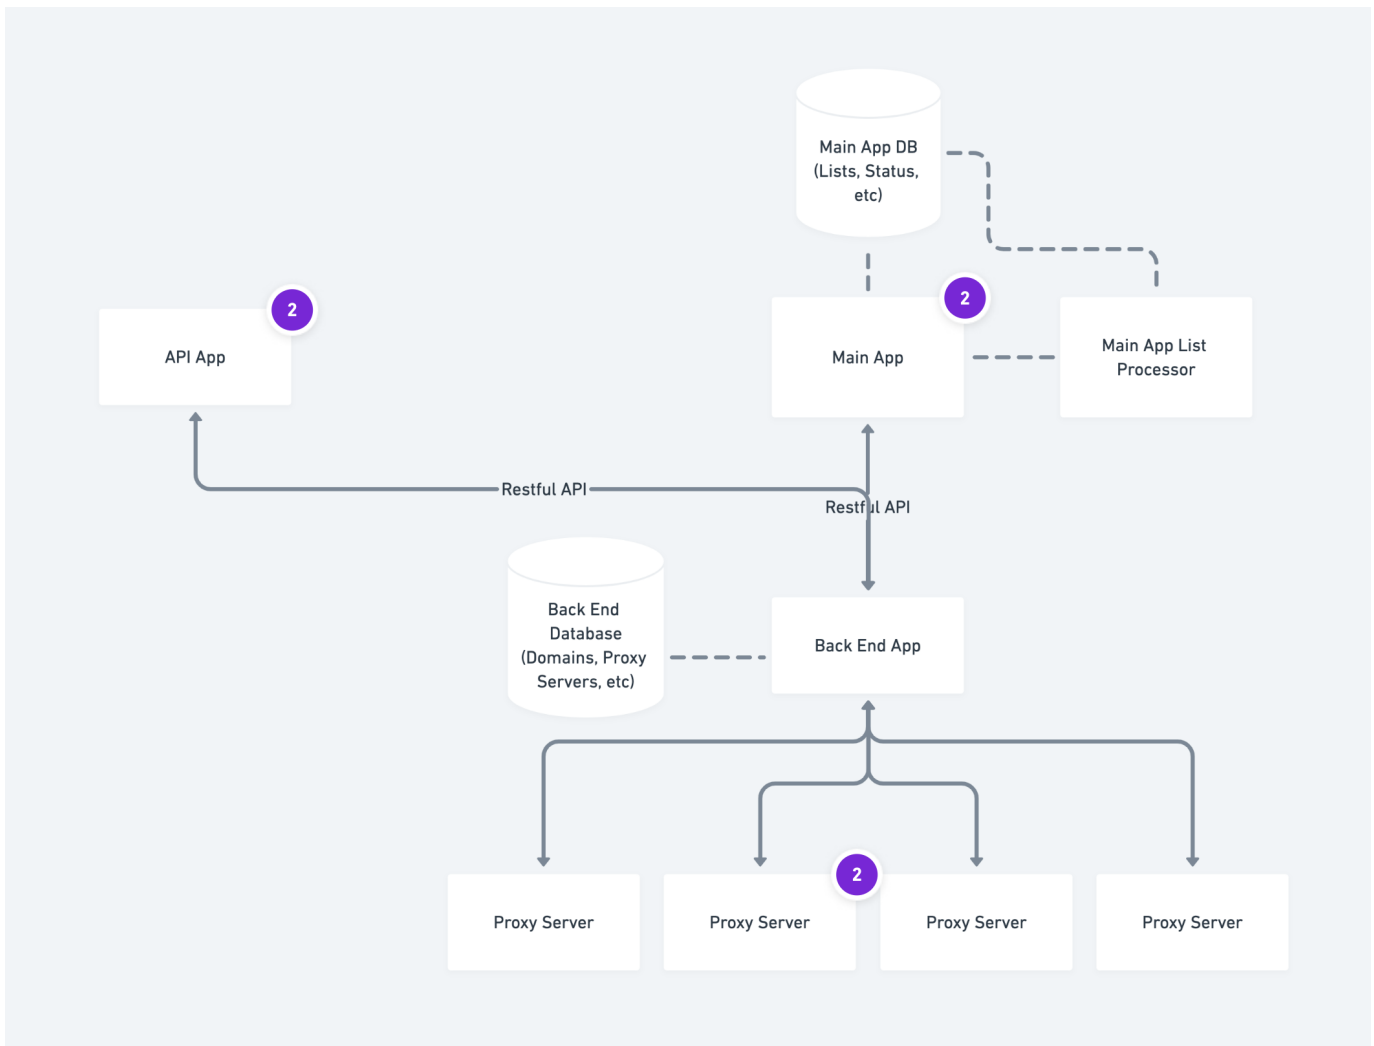 Main App DB
(Lists, Status,
etc)
2
API App
2
Main App
Main App List
Processor
Restful API
Restful API
Back End
Database
(Domains, Proxy
Servers, etc)
Back End App
2
Proxy Server
Proxy Server
Proxy Server
Proxy Server